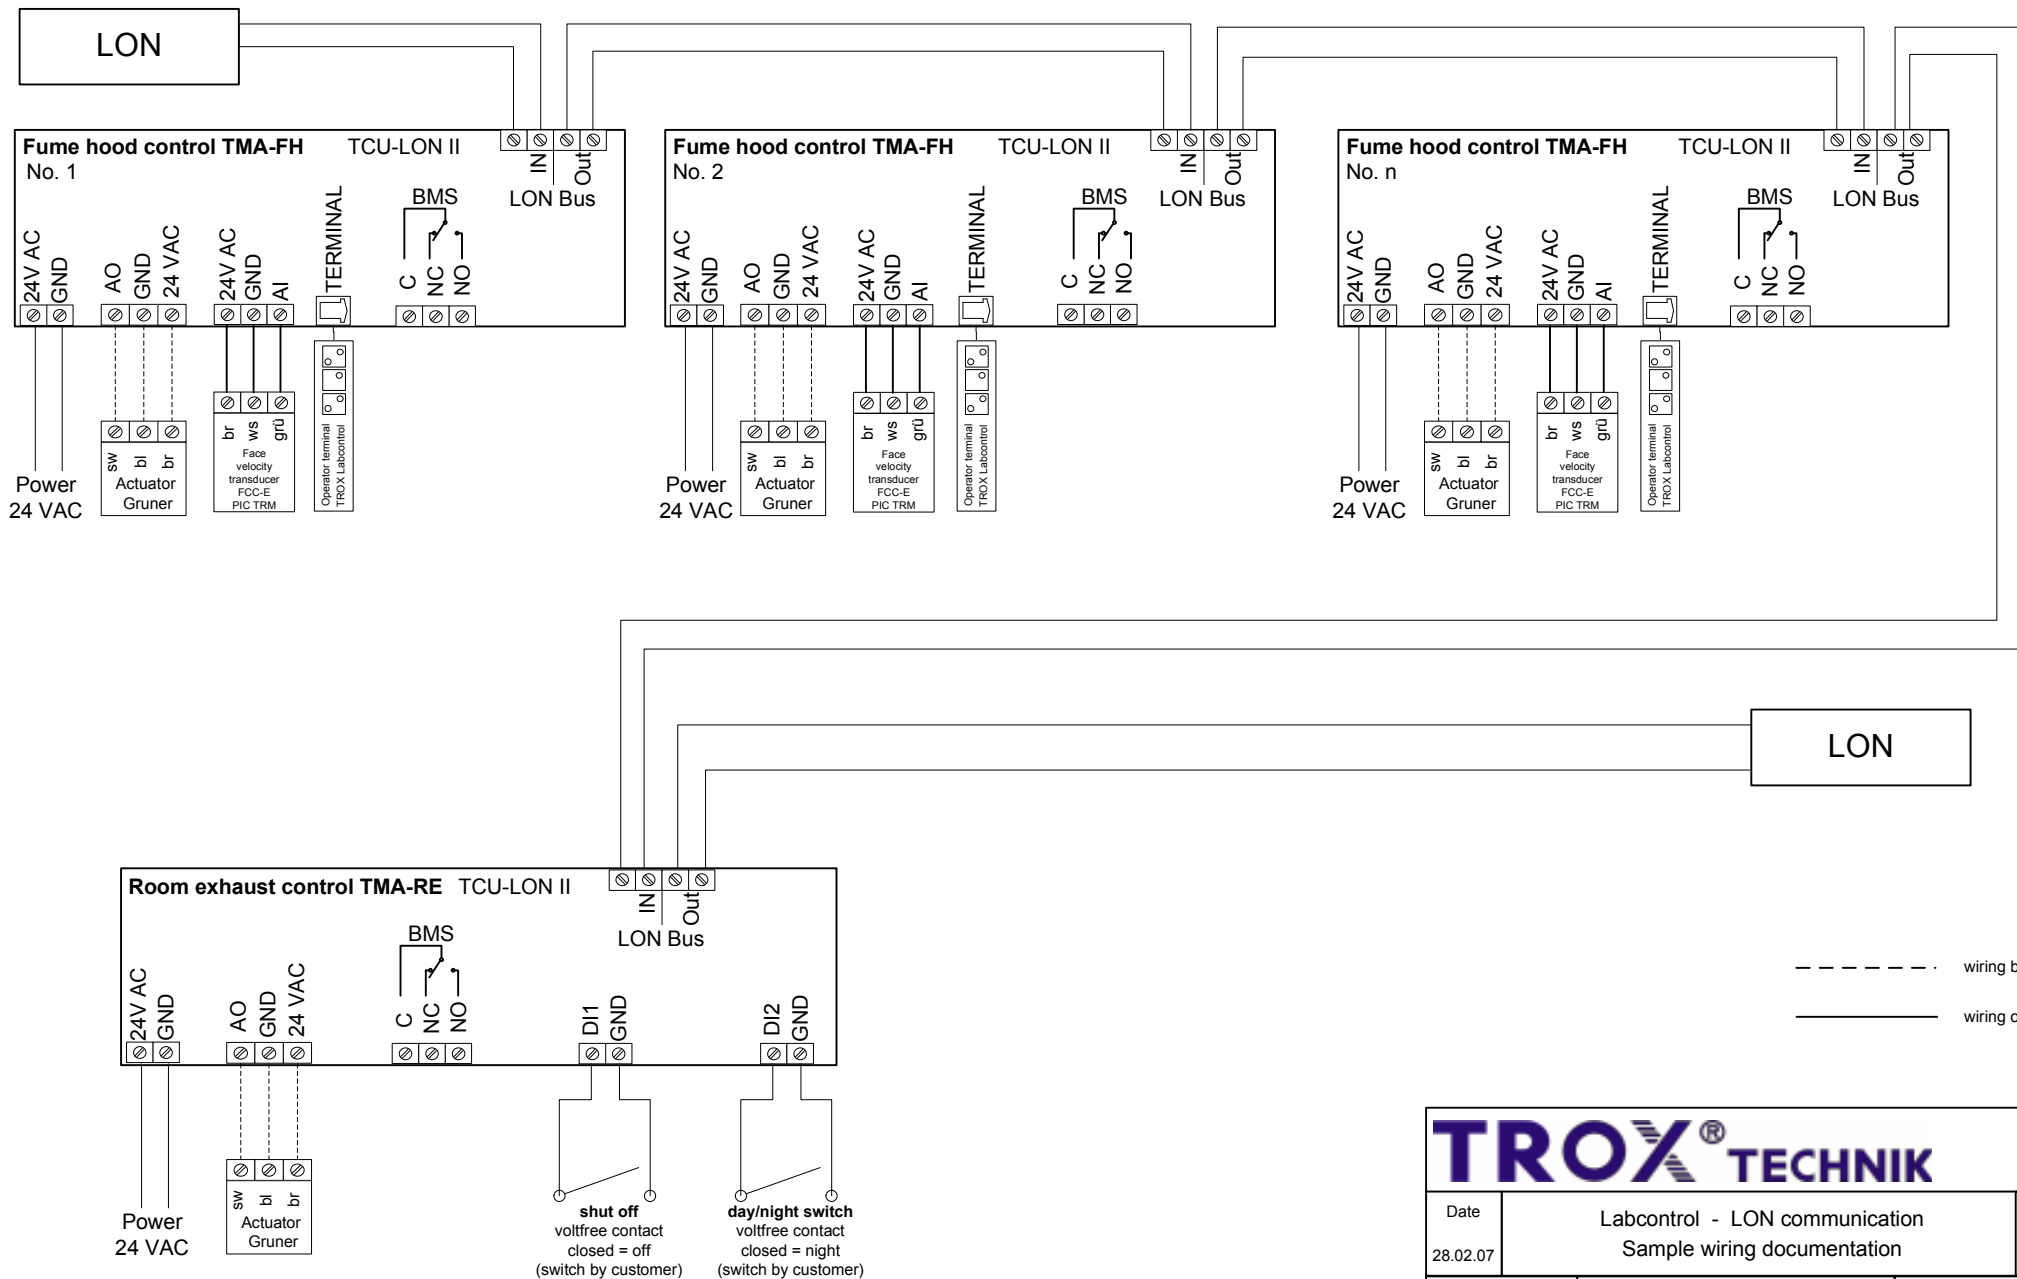 LON
Fume hood control TMA-FH TCU-LON II
No. 1
IN
Out
LON Bus
BMS
24V AC
GND
AO
GND
24 VAC
24V AC
GND
AI
TERMINAL
C
NC
NO
br
ws
grü
Face
velocity
transducer
FCC-E
PIC TRM
sw
bl
br
Actuator
Gruner
Operator terminal
TROX Labcontrol
Power
24 VAC
Fume hood control TMA-FH TCU-LON II
No. 2
IN
Out
LON Bus
BMS
24V AC
GND
AO
GND
24 VAC
24V AC
GND
AI
TERMINAL
C
NC
NO
br
ws
grü
Face
velocity
transducer
FCC-E
PIC TRM
sw
bl
br
Actuator
Gruner
Operator terminal
TROX Labcontrol
Power
24 VAC
Fume hood control TMA-FH TCU-LON II
No. n
IN
Out
LON Bus
BMS
24V AC
GND
AO
GND
24 VAC
24V AC
GND
AI
TERMINAL
C
NC
NO
br
ws
grü
Face
velocity
transducer
FCC-E
PIC TRM
sw
bl
br
Actuator
Gruner
Operator terminal
TROX Labcontrol
Power
24 VAC
LON
Room exhaust control TMA-RE TCU-LON II
IN
Out
LON Bus
BMS
24V AC
GND
AO
GND
24 VAC
C
NC
NO
DI1
GND
DI2
GND
sw
bl
br
Actuator
Gruner
Power
24 VAC
shut off
voltfree contact
closed = off
(switch by customer)
day/night switch
voltfree contact
closed = night
(switch by customer)
wiring
wiring
TROX® TECHNIK
Date
28.02.07
Labcontrol - LON communication
Sample wiring documentation